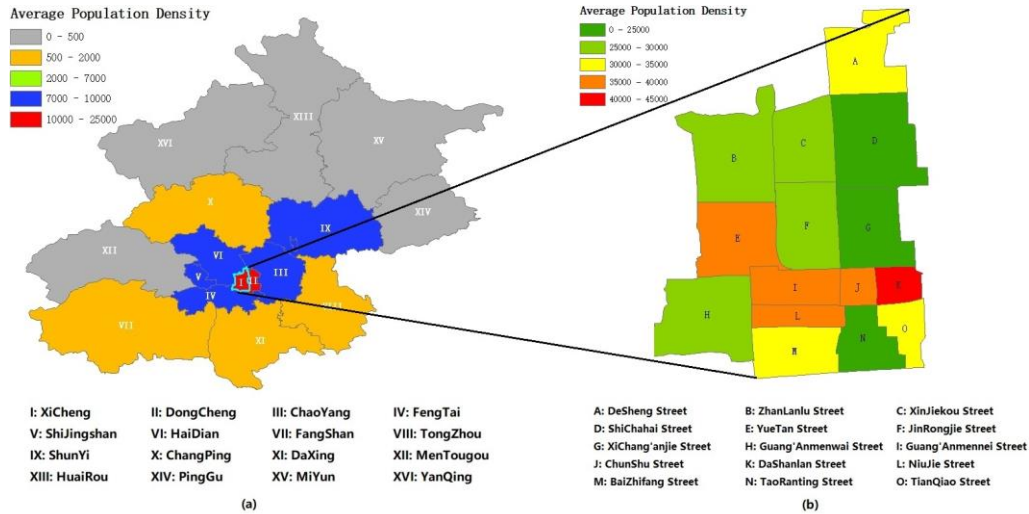 Average Population Density
0 - 500
500 - 2000
2000 - 7000
7000 - 10000
10000 - 25000
XIII
XVI
XV
X
IX
XIV
XII
VI
III
V
I
II
IV
VII
XI
VIII
I: XiCheng II: DongCheng III: ChaoYang IV: FengTai
V: ShiJingshan VI: HaiDian VII: FangShan VIII: TongZhou
IX: ShunYi X: ChangPing XI: DaXing XII: MenTougou
XIII: HuaiRou XIV: PingGu XV: MiYun XVI: YanQing
(a)
Average Population Density
0 - 25000
25000 - 30000
30000 - 35000
35000 - 40000
40000 - 45000
A
B
C
D
E
F
G
H
I
J
K
L
M
N
O
A: DeSheng Street B: ZhanLanlu Street C: XinJiekou Street
D: ShiChahai Street E: YueTan Street F: JinRongjie Street
G: XiChang'anjie Street H: Guang'Anmenwai Street I: Guang'Anmennei Street
J: ChunShu Street K: DaShanlan Street L: NiuJie Street
M: BaiZhifang Street N: TaoRanting Street O: TianQiao Street
(b)